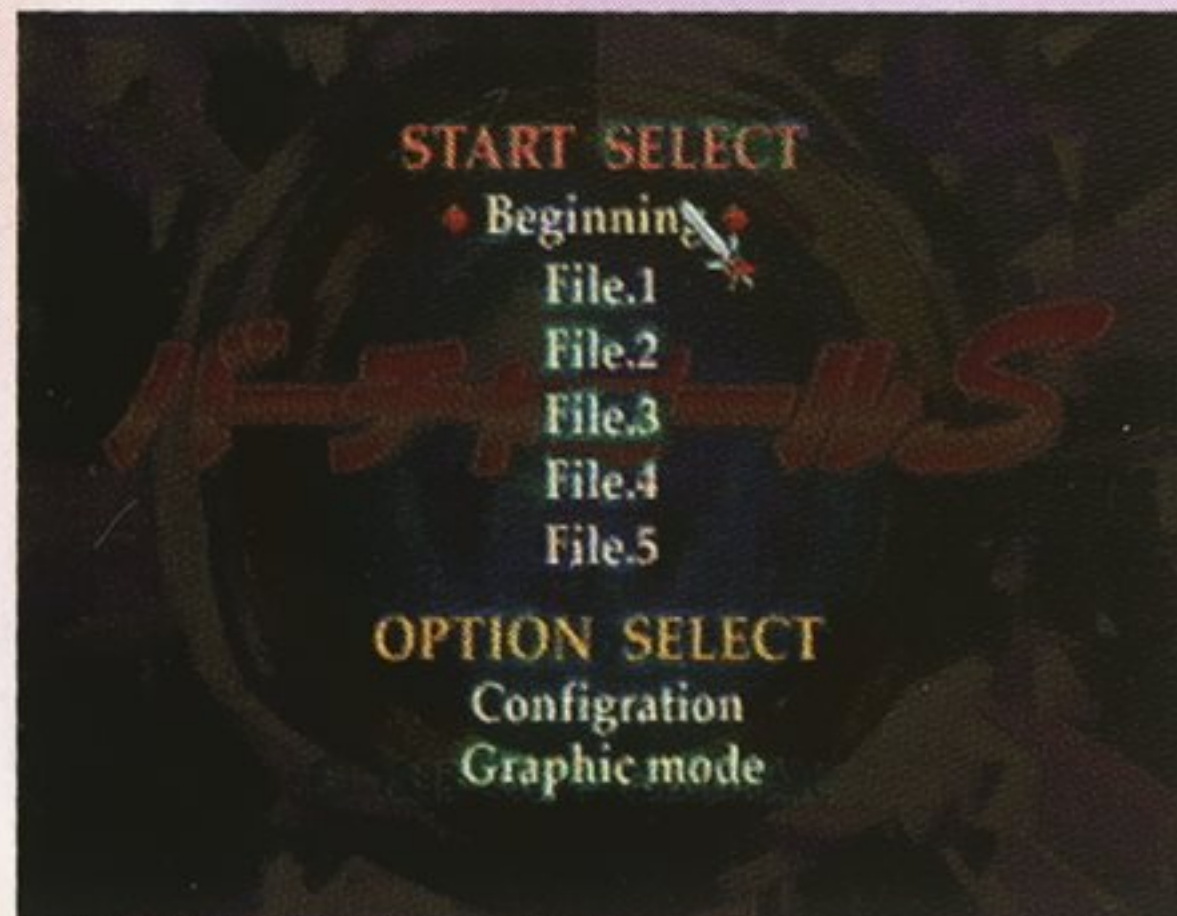 START SELECT
Beginning
File.1
File.2
File.3
File.4
File.5
OPTION SELECT
Configration
Graphic mode